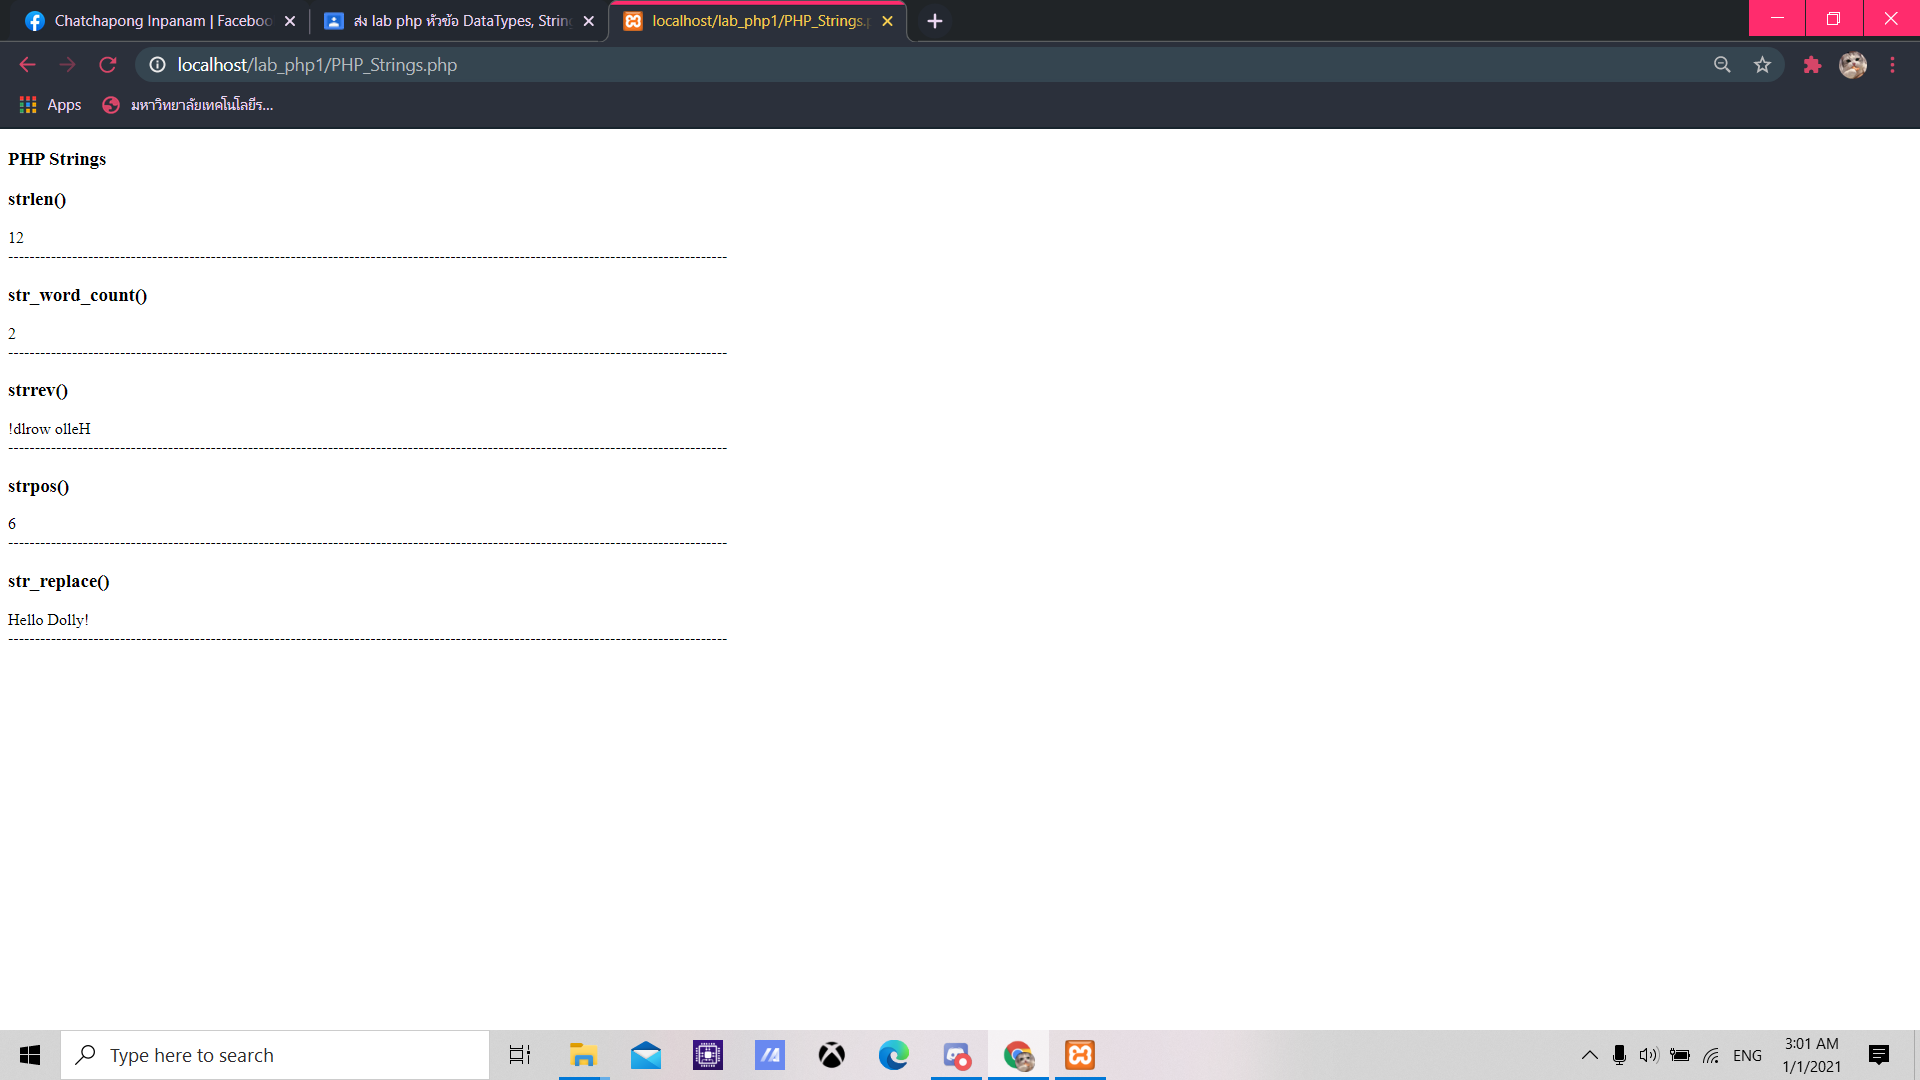 Chatchapong Inpanam | Faceboo
ส่ง lab php หัวข้อ DataTypes, Strin
localhost/lab_php1/PHP_Strings.p
localhost/lab_php1/PHP_Strings.php
Apps
มหาวิทยาลัยเทคโนโลยีร...
PHP Strings
strlen()
12
---------------------------------------------------------------------------------------------------------------------------------------
str_word_count()
2
---------------------------------------------------------------------------------------------------------------------------------------
strrev()
!dlrow olleH
---------------------------------------------------------------------------------------------------------------------------------------
strpos()
6
---------------------------------------------------------------------------------------------------------------------------------------
str_replace()
Hello Dolly!
---------------------------------------------------------------------------------------------------------------------------------------
Type here to search
ENG
3:01 AM
1/1/2021